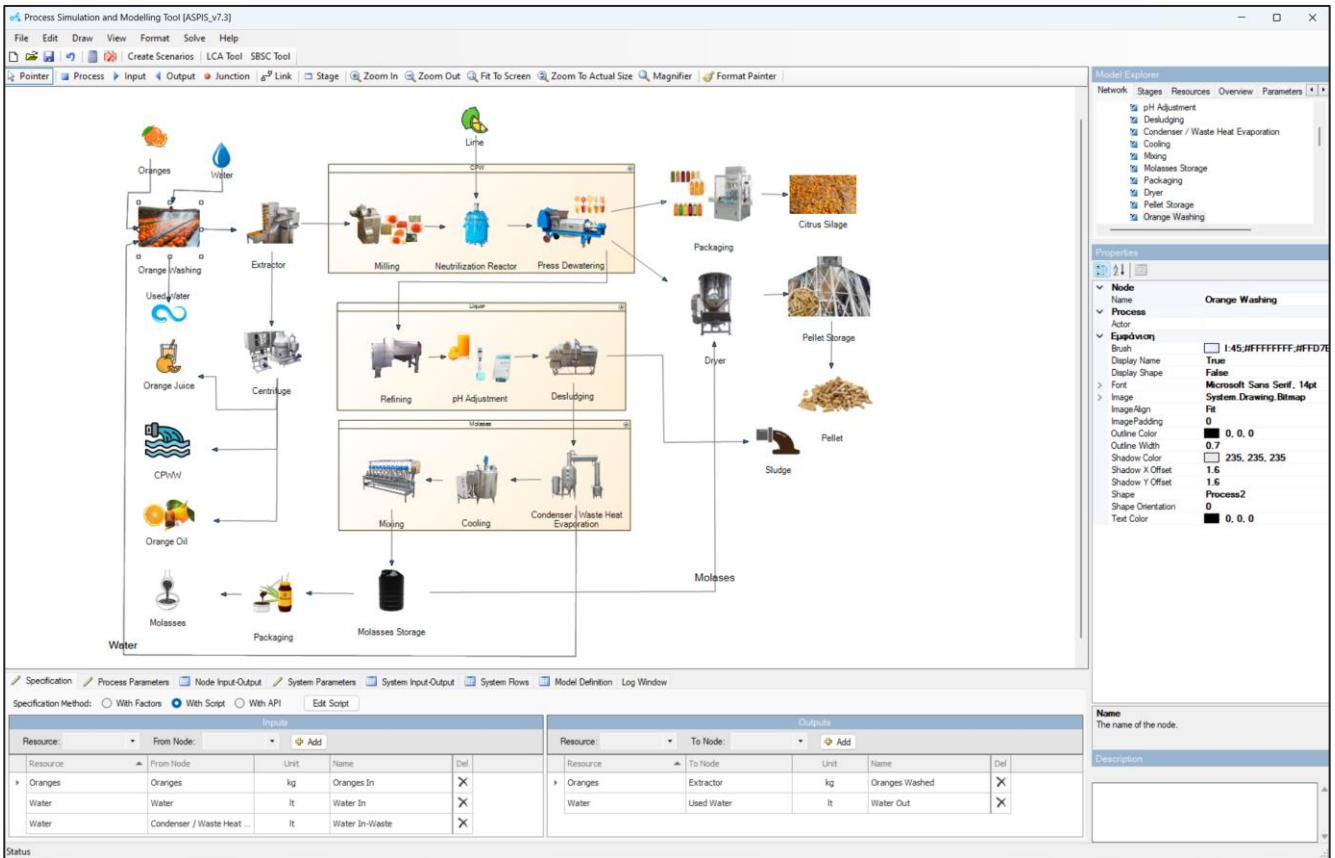 Process Simulation and Modelling Tool [ASPIS_v7.3]
File Edit Draw View Format Solve Help
Create Scenarios LCA Tool SBSC Tool
Pointer Process Input Output Junction Link Stage Zoom In Zoom Out Fit To Screen Zoom To Actual Size Magnifier Format Painter
Oranges
Water
Lime
CPW
Orange Washing
Extractor
Milling
Neutrilization Reactor
Press Dewatering
Packaging
Citrus Silage
Used Water
Liquor
Orange Juice
Centrifuge
Refining
pH Adjustment
Desludging
Dryer
Pellet Storage
Pellet
Molasses
CPWW
Sludge
Mixing
Cooling
Condenser / Waste Heat
Evaporation
Orange Oil
Molases
Molasses
Packaging
Molasses Storage
Water
Model Explorer
Network Stages Resources Overview Parameters
pH Adjustment
Desludging
Condenser / Waste Heat Evaporation
Cooling
Mixing
Molasses Storage
Packaging
Dryer
Pellet Storage
Orange Washing
Properties
Node
Name Orange Washing
Process
Actor
Εμφάνιση
Brush I:45;#FFFFFFFF;#FFD7E
Display Name True
Display Shape False
Font Microsoft Sans Serif, 14pt
Image System.Drawing.Bitmap
ImageAlign Fit
ImagePadding 0
Outline Color 0, 0, 0
Outline Width 0.7
Shadow Color 235, 235, 235
Shadow X Offset 1.6
Shadow Y Offset 1.6
Shape Process2
Shape Orientation 0
Text Color 0, 0, 0
Name
The name of the node.
Description
Specification Process Parameters Node Input-Output System Parameters System Input-Output System Flows Model Definition Log Window
Specification Method: With Factors With Script With API Edit Script
Inputs
Resource: From Node: Add
Resource From Node Unit Name Del
Oranges Oranges kg Oranges In
Water Water lt Water In
Water Condenser / Waste Heat ... lt Water In-Waste
Outputs
Resource: To Node: Add
Resource To Node Unit Name Del
Oranges Extractor kg Oranges Washed
Water Used Water lt Water Out
Status